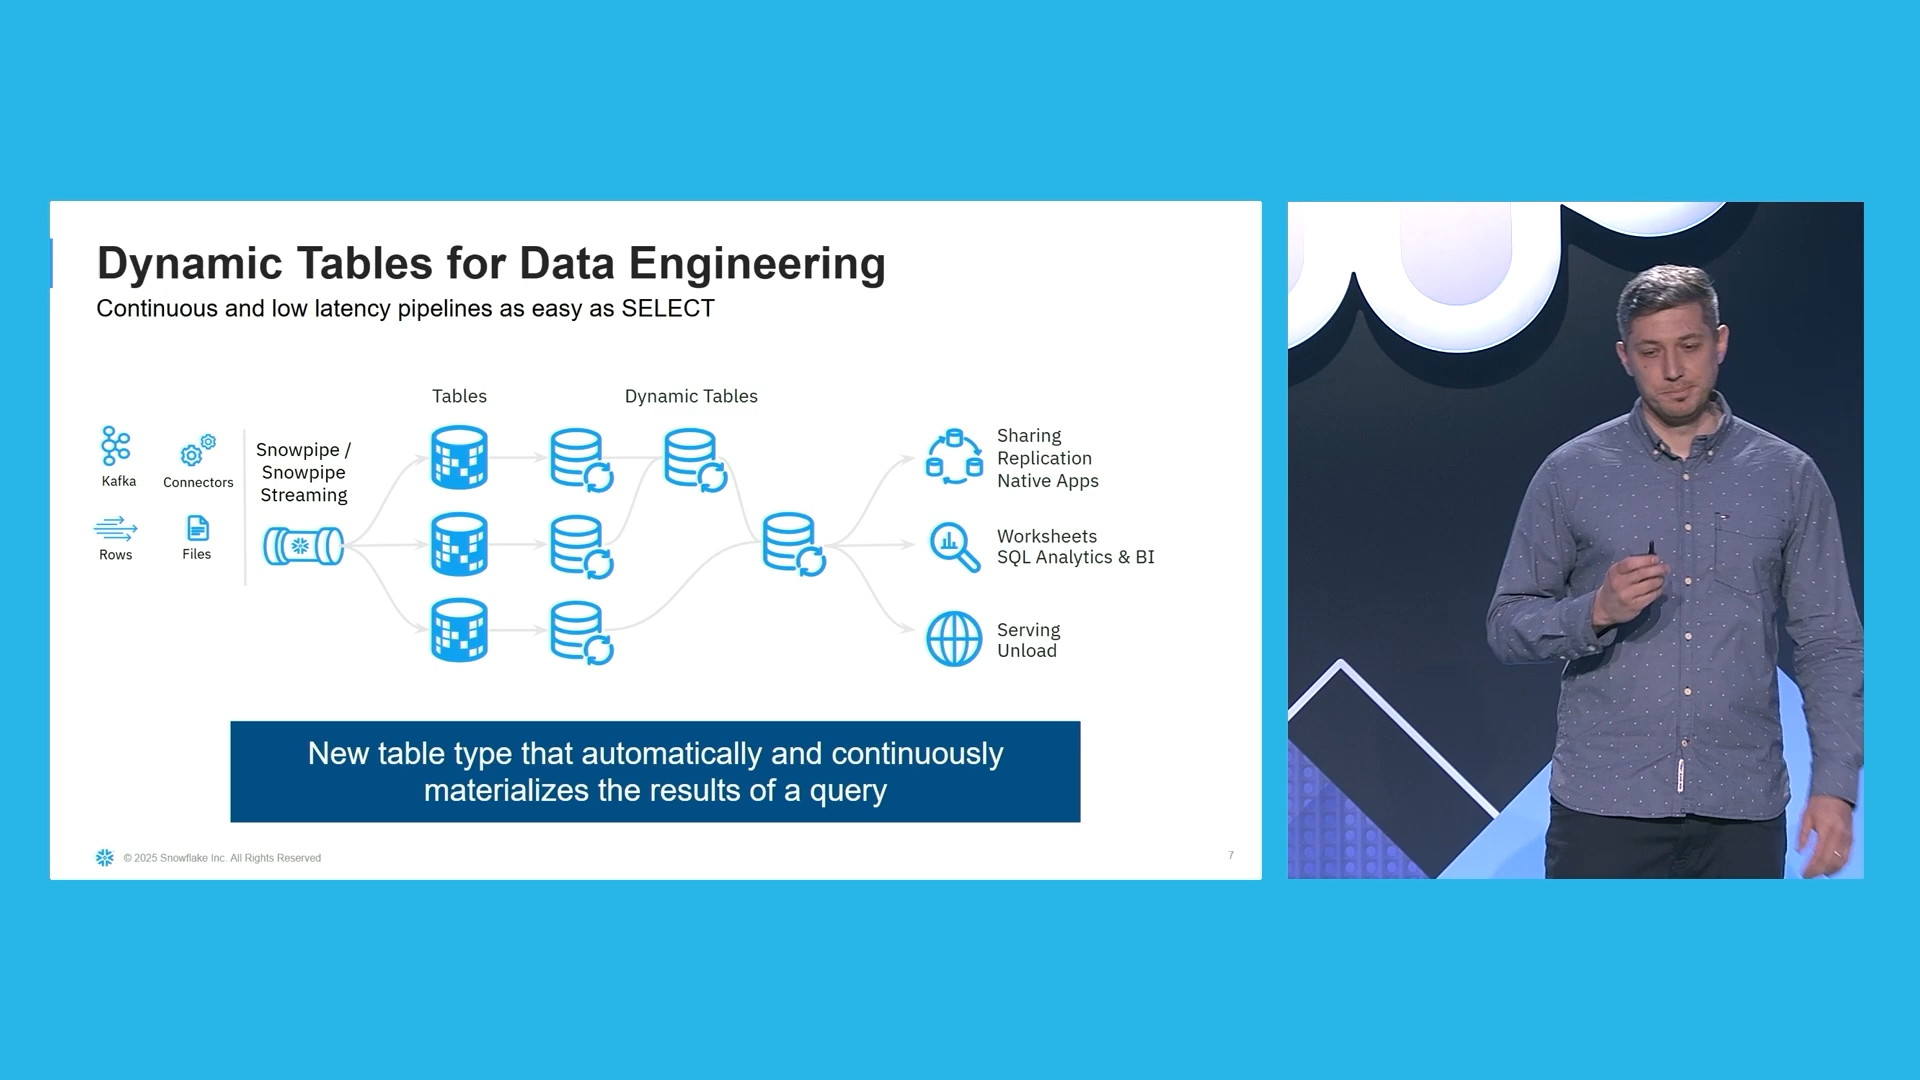 Dynamic Tables for Data Engineering
Continuous and low latency pipelines as easy as SELECT
Tables
Dynamic Tables
Kafka
Connectors
Rows
Files
Snowpipe /
Snowpipe
Streaming
Sharing
Replication
Native Apps
Worksheets
SQL Analytics & BI
Serving
Unload
New table type that automatically and continuously
materializes the results of a query
© 2025 Snowflake Inc. All Rights Reserved
7